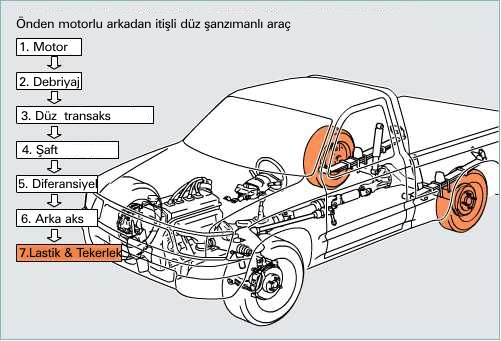 Önden motorlu arkadan itişli düz şanzımanlı araç
1. Motor
2. Debriyaj
3. Düz transaks
4. Şaft
5. Diferansiyel
6. Arka aks
7.Lastik & Tekerlek